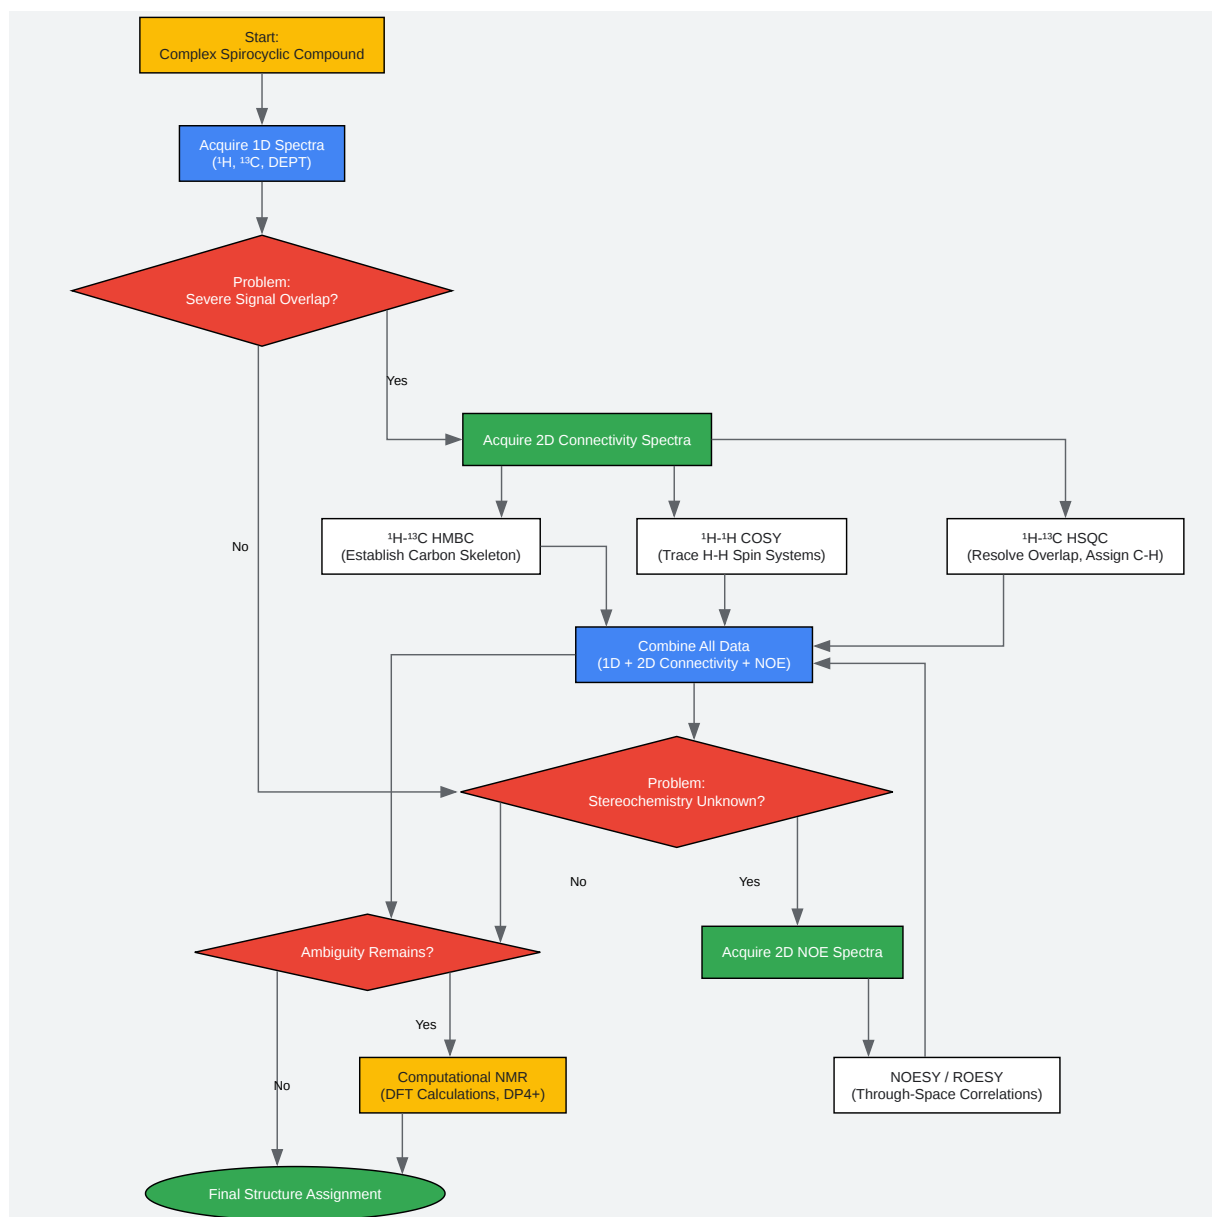 Start:
Complex Spirocyclic Compound
Acquire 1D Spectra
(¹H, ¹³C, DEPT)
Problem:
Severe Signal Overlap?
Yes
Acquire 2D Connectivity Spectra
No
¹H-¹³C HMBC
(Establish Carbon Skeleton)
¹H-¹H COSY
(Trace H-H Spin Systems)
¹H-¹³C HSQC
(Resolve Overlap, Assign C-H)
Combine All Data
(1D + 2D Connectivity + NOE)
Problem:
Stereochemistry Unknown?
No
Yes
Ambiguity Remains?
Acquire 2D NOE Spectra
Yes
No
Computational NMR
(DFT Calculations, DP4+)
NOESY / ROESY
(Through-Space Correlations)
Final Structure Assignment